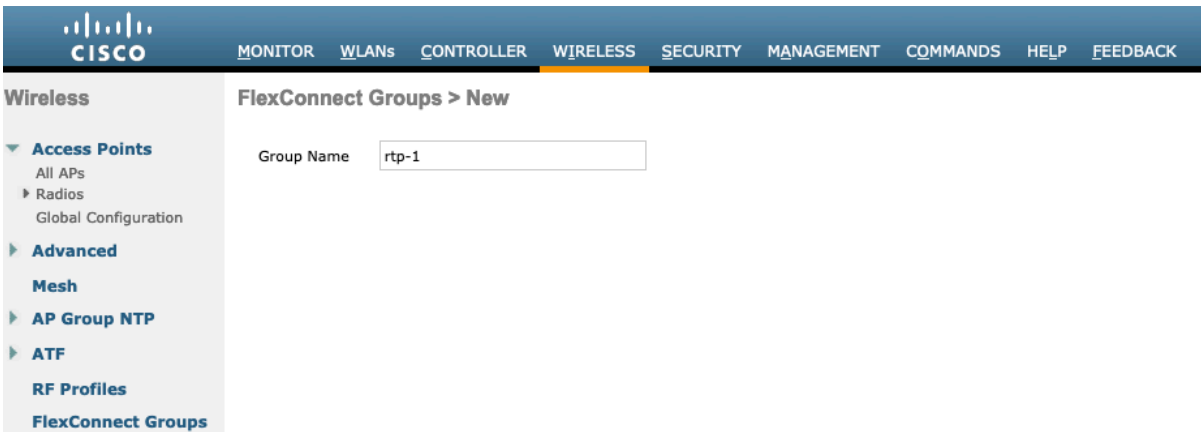 CISCO
MONITOR WLANs CONTROLLER WIRELESS SECURITY MANAGEMENT COMMANDS HELP FEEDBACK
Wireless
FlexConnect Groups > New
Access Points
Group Name rtp-1
All APs
Radios
Global Configuration
Advanced
Mesh
AP Group NTP
ATF
RF Profiles
FlexConnect Groups